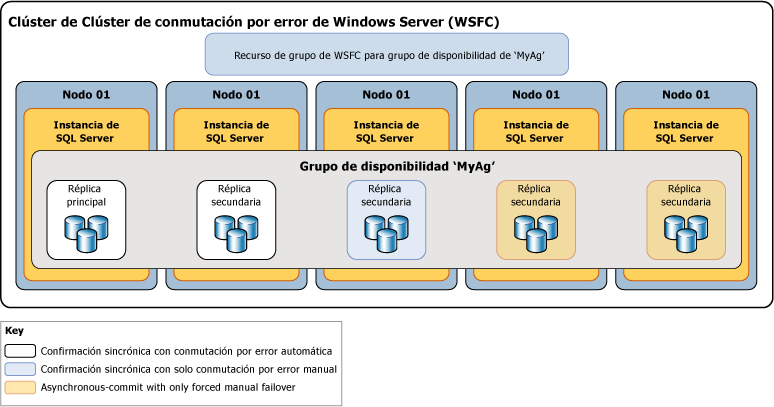 Clúster de Clúster de conmutación por error de Windows Server (WSFC)
Recurso de grupo de WSFC para grupo de disponibilidad de ‘MyAg’
Nodo 01
Nodo 01
Nodo 01
Nodo 01
Nodo 01
Instancia de
SQL Server
Instancia de
SQL Server
Instancia de
SQL Server
Instancia de
SQL Server
Instancia de
SQL Server
Grupo de disponibilidad ‘MyAg’
Réplica
principal
Réplica
secundaria
Réplica
secundaria
Réplica
secundaria
Réplica
secundaria
Key
Confirmación sincrónica con conmutación por error automática
Confirmación sincrónica con solo conmutación por error manual
Asynchronous-commit with only forced manual failover